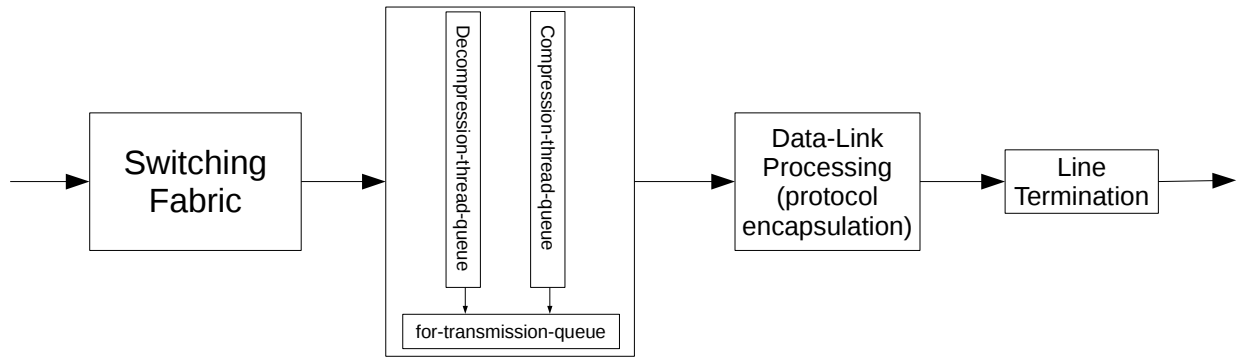 Switching
Fabric
Decompression-thread-queue
Compression-thread-queue
for-transmission-queue
Data-Link
Processing
(protocol
encapsulation)
Line
Termination